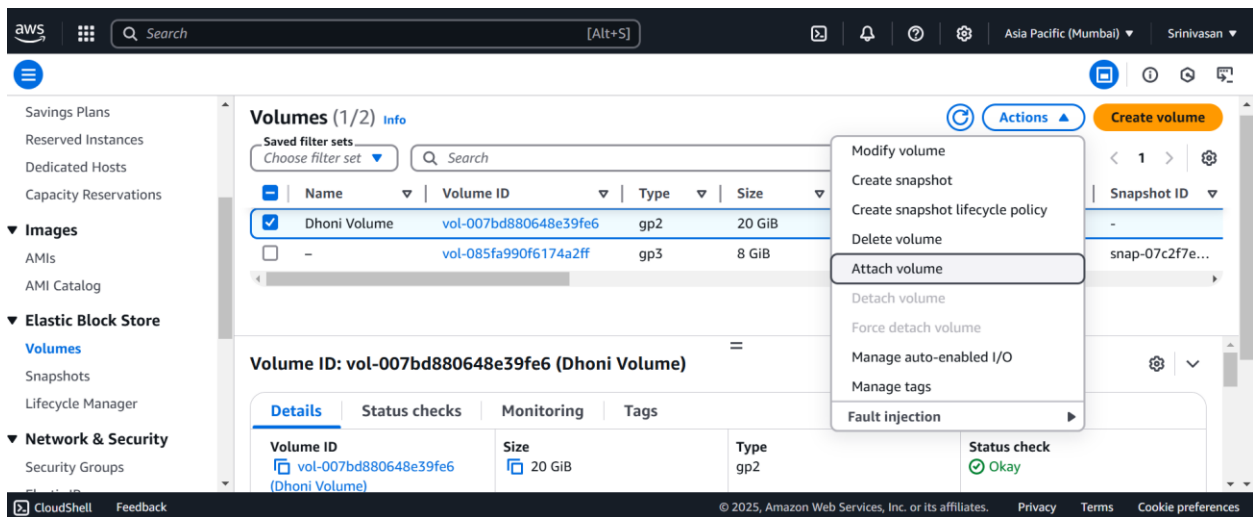 aws Search [Alt+S] Asia Pacific (Mumbai) Srinivasan
Savings Plans
Reserved Instances
Dedicated Hosts
Capacity Reservations
Images
AMIs
AMI Catalog
Elastic Block Store
Volumes
Snapshots
Lifecycle Manager
Network & Security
Security Groups
Volumes (1/2) Info
Actions
Create volume
Saved filter sets
Choose filter set
Search
1
Name Volume ID Type Size Snapshot ID
Dhoni Volume vol-007bd880648e39fe6 gp2 20 GiB -
– vol-085fa990f6174a2ff gp3 8 GiB snap-07c2f7e...
Modify volume
Create snapshot
Create snapshot lifecycle policy
Delete volume
Attach volume
Detach volume
Force detach volume
Manage auto-enabled I/O
Manage tags
Fault injection
Volume ID: vol-007bd880648e39fe6 (Dhoni Volume)
Details Status checks Monitoring Tags
Volume ID
vol-007bd880648e39fe6
(Dhoni Volume)
Size
20 GiB
Type
gp2
Status check
Okay
CloudShell Feedback © 2025, Amazon Web Services, Inc. or its affiliates. Privacy Terms Cookie preferences